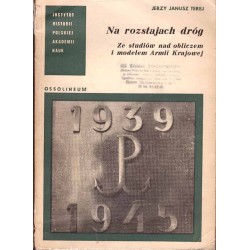 INSTYTUT
HISTORII
POLSKIEJ
AKADEMII
NAUK
JERZY JANUSZ TEREJ
Na rozstajach dróg
Ze studiów nad obliczem
i modelem Armii Krajowej
OSSOLINEUM
1939
1945